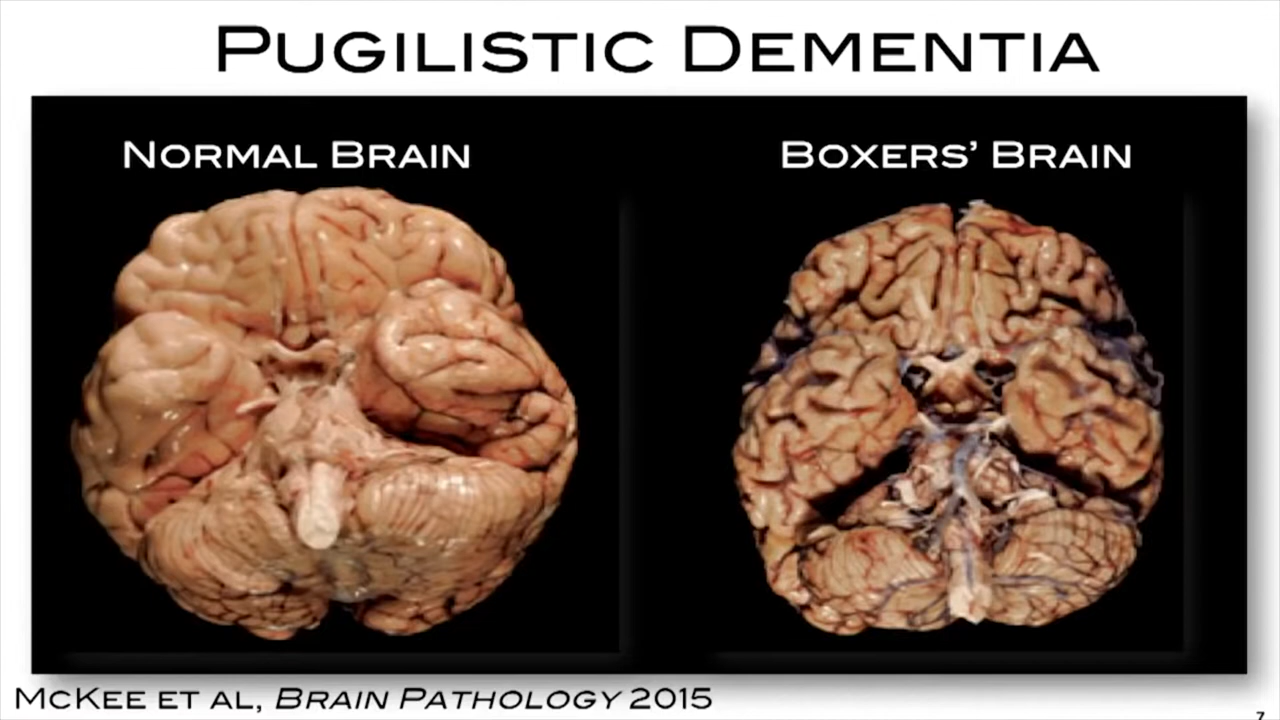 PUGILISTIC DEMENTIA
NORMAL BRAIN
BOXERS' BRAIN
MCKEE ET AL, BRAIN PATHOLOGY 2015
7